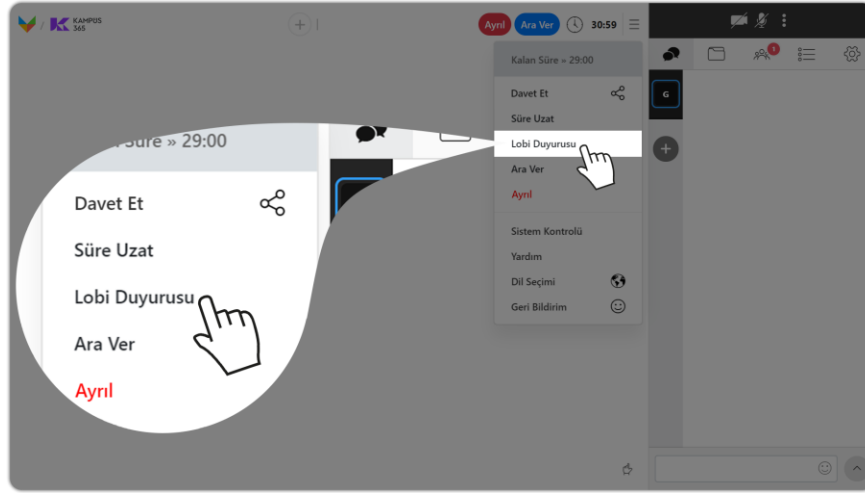 KAMPUS
365
Ayrıl
Ara Ver
30:59
Kalan Süre » 29:00
Davet Et
Süre Uzat
Lobi Duyurusu
Ara Ver
Ayrıl
Sistem Kontrolü
Yardım
Dil Seçimi
Geri Bildirim
G
1
Süre » 29:00
Davet Et
Süre Uzat
Lobi Duyurusu
Ara Ver
Ayrıl